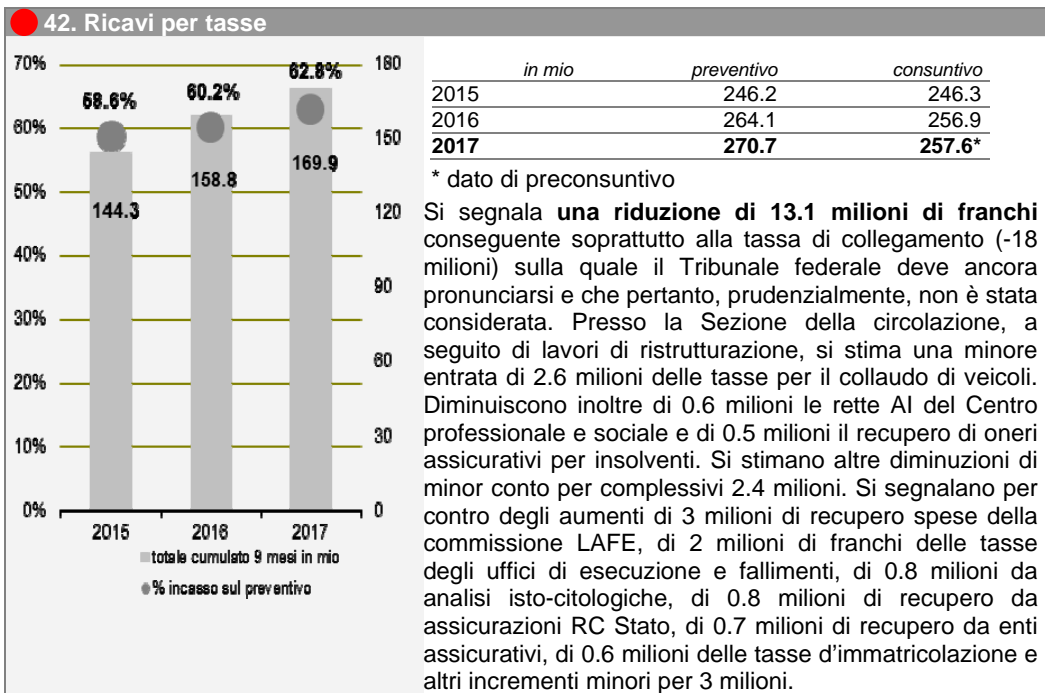 42. Ricavi per tasse
70%
60%
50%
40%
30%
20%
10%
0%
180
150
120
90
60
30
0
58.6%
60.2%
62.8%
144.3
158.8
169.9
2015 2016 2017
totale cumulato 9 mesi in mio
% incasso sul preventivo
in mio preventivo consuntivo
2015 246.2 246.3
2016 264.1 256.9
2017 270.7 257.6*
* dato di preconsuntivo
Si segnala una riduzione di 13.1 milioni di franchi
conseguente soprattutto alla tassa di collegamento (-18
milioni) sulla quale il Tribunale federale deve ancora
pronunciarsi e che pertanto, prudenzialmente, non è stata
considerata. Presso la Sezione della circolazione, a
seguito di lavori di ristrutturazione, si stima una minore
entrata di 2.6 milioni delle tasse per il collaudo di veicoli.
Diminuiscono inoltre di 0.6 milioni le rette AI del Centro
professionale e sociale e di 0.5 milioni il recupero di oneri
assicurativi per insolventi. Si stimano altre diminuzioni di
minor conto per complessivi 2.4 milioni. Si segnalano per
contro degli aumenti di 3 milioni di recupero spese della
commissione LAFE, di 2 milioni di franchi delle tasse
degli uffici di esecuzione e fallimenti, di 0.8 milioni da
analisi isto-citologiche, di 0.8 milioni di recupero da
assicurazioni RC Stato, di 0.7 milioni di recupero da enti
assicurativi, di 0.6 milioni delle tasse d'immatricolazione e
altri incrementi minori per 3 milioni.